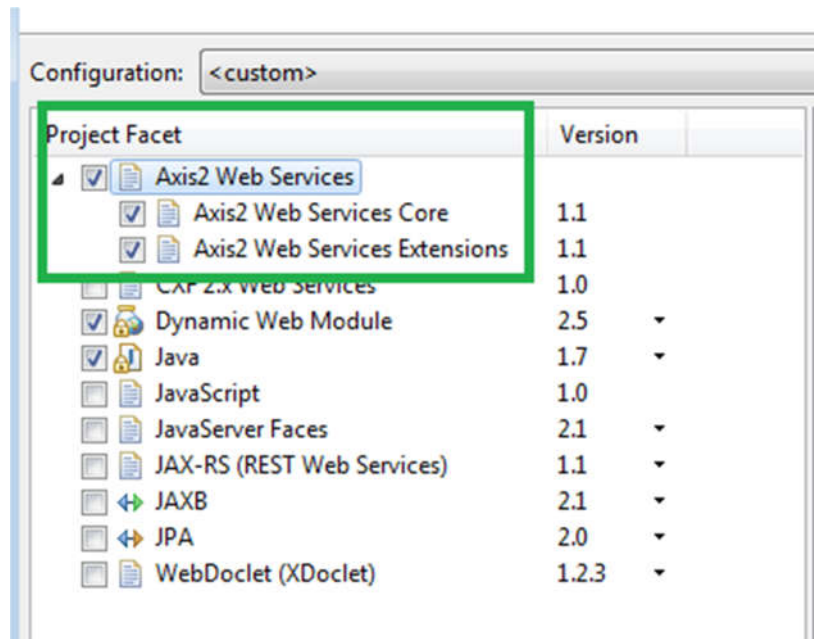 Configuration: <custom>
Project Facet Version
Axis2 Web Services
Axis2 Web Services Core 1.1
Axis2 Web Services Extensions 1.1
CXF 2.x Web Services 1.0
Dynamic Web Module 2.5
Java 1.7
JavaScript 1.0
JavaServer Faces 2.1
JAX-RS (REST Web Services) 1.1
JAXB 2.1
JPA 2.0
WebDoclet (XDoclet) 1.2.3